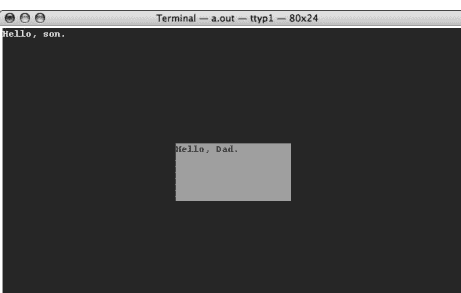 Terminal — a.out — ttyp1 — 80x24
Hello, son.
Hello, Dad.